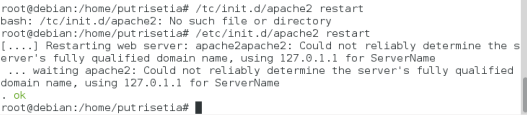 root@debian:/home/putrisetia# /tc/init.d/apache2 restart
bash: /tc/init.d/apache2: No such file or directory
root@debian:/home/putrisetia# /etc/init.d/apache2 restart
[....] Restarting web server: apache2apache2: Could not reliably determine the s
erver's fully qualified domain name, using 127.0.1.1 for ServerName
 ... waiting apache2: Could not reliably determine the server's fully qualified
domain name, using 127.0.1.1 for ServerName
. ok
root@debian:/home/putrisetia#